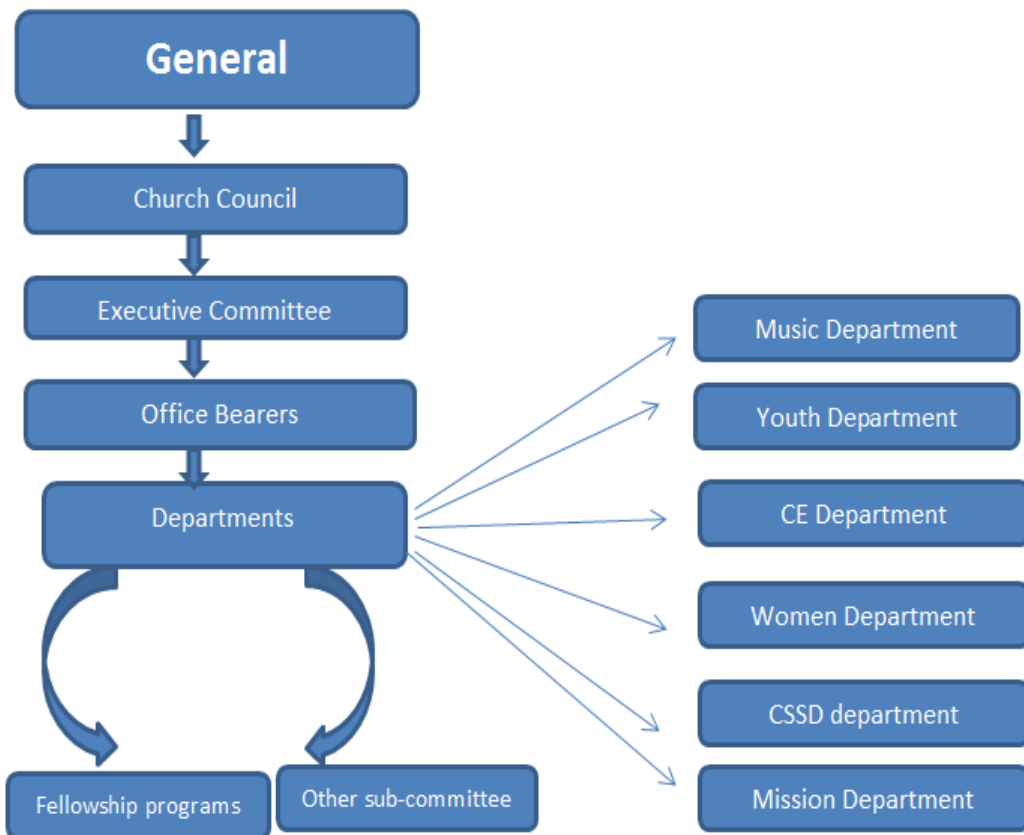 General
Church Council
Executive Committee
Office Bearers
Departments
Music Department
Youth Department
CE Department
Women Department
CSSD department
Mission Department
Fellowship programs
Other sub-committee